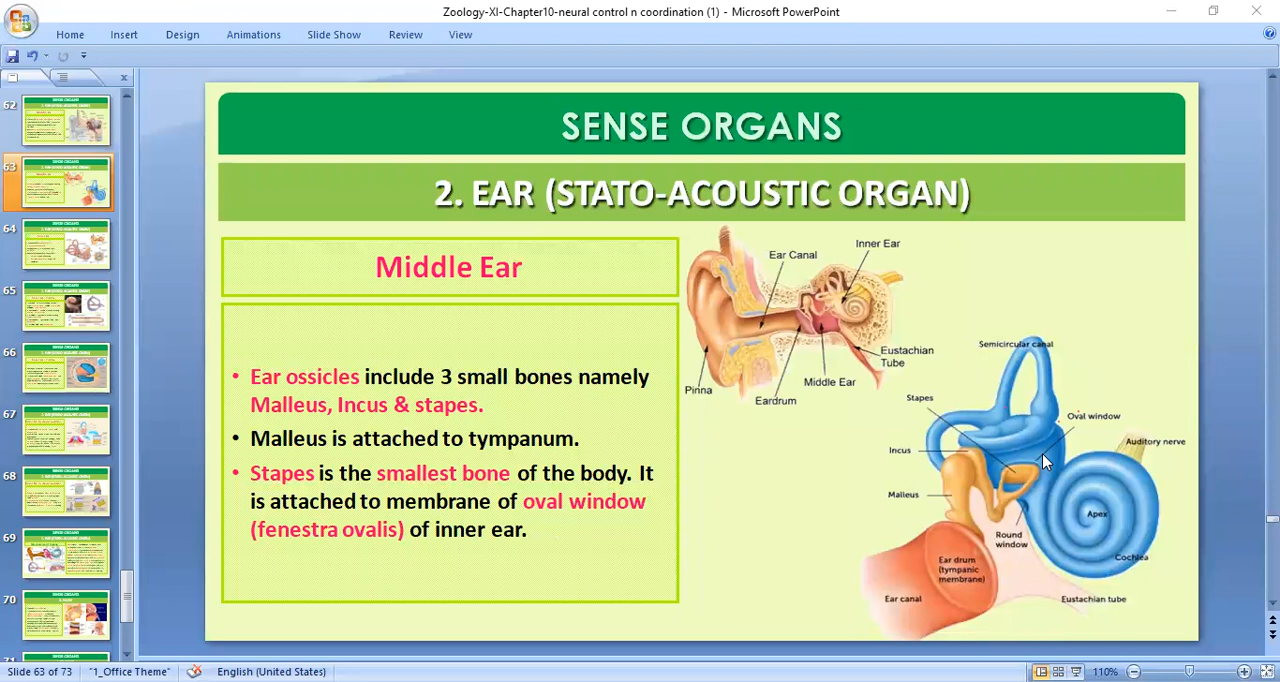 Zoology-XI-Chapter10-neural control n coordination (1) - Microsoft PowerPoint
Home Insert Design Animations Slide Show Review View
62
63
64
65
66
67
68
69
70
SENSE ORGANS
2. EAR (STATO-ACOUSTIC ORGAN)
Middle Ear
• Ear ossicles include 3 small bones namely
Malleus, Incus & stapes.
• Malleus is attached to tympanum.
• Stapes is the smallest bone of the body. It
is attached to membrane of oval window
(fenestra ovalis) of inner ear.
Inner Ear
Ear Canal
Eustachian
Tube
Middle Ear
Pinna
Eardrum
Semicircular canal
Stapes
Oval window
Auditory nerve
Incus
Malleus
Apex
Round
window
Cochlea
Ear drum
(tympanic
membrane)
Ear canal
Eustachian tube
Slide 63 of 73 "1_Office Theme" English (United States) 110%